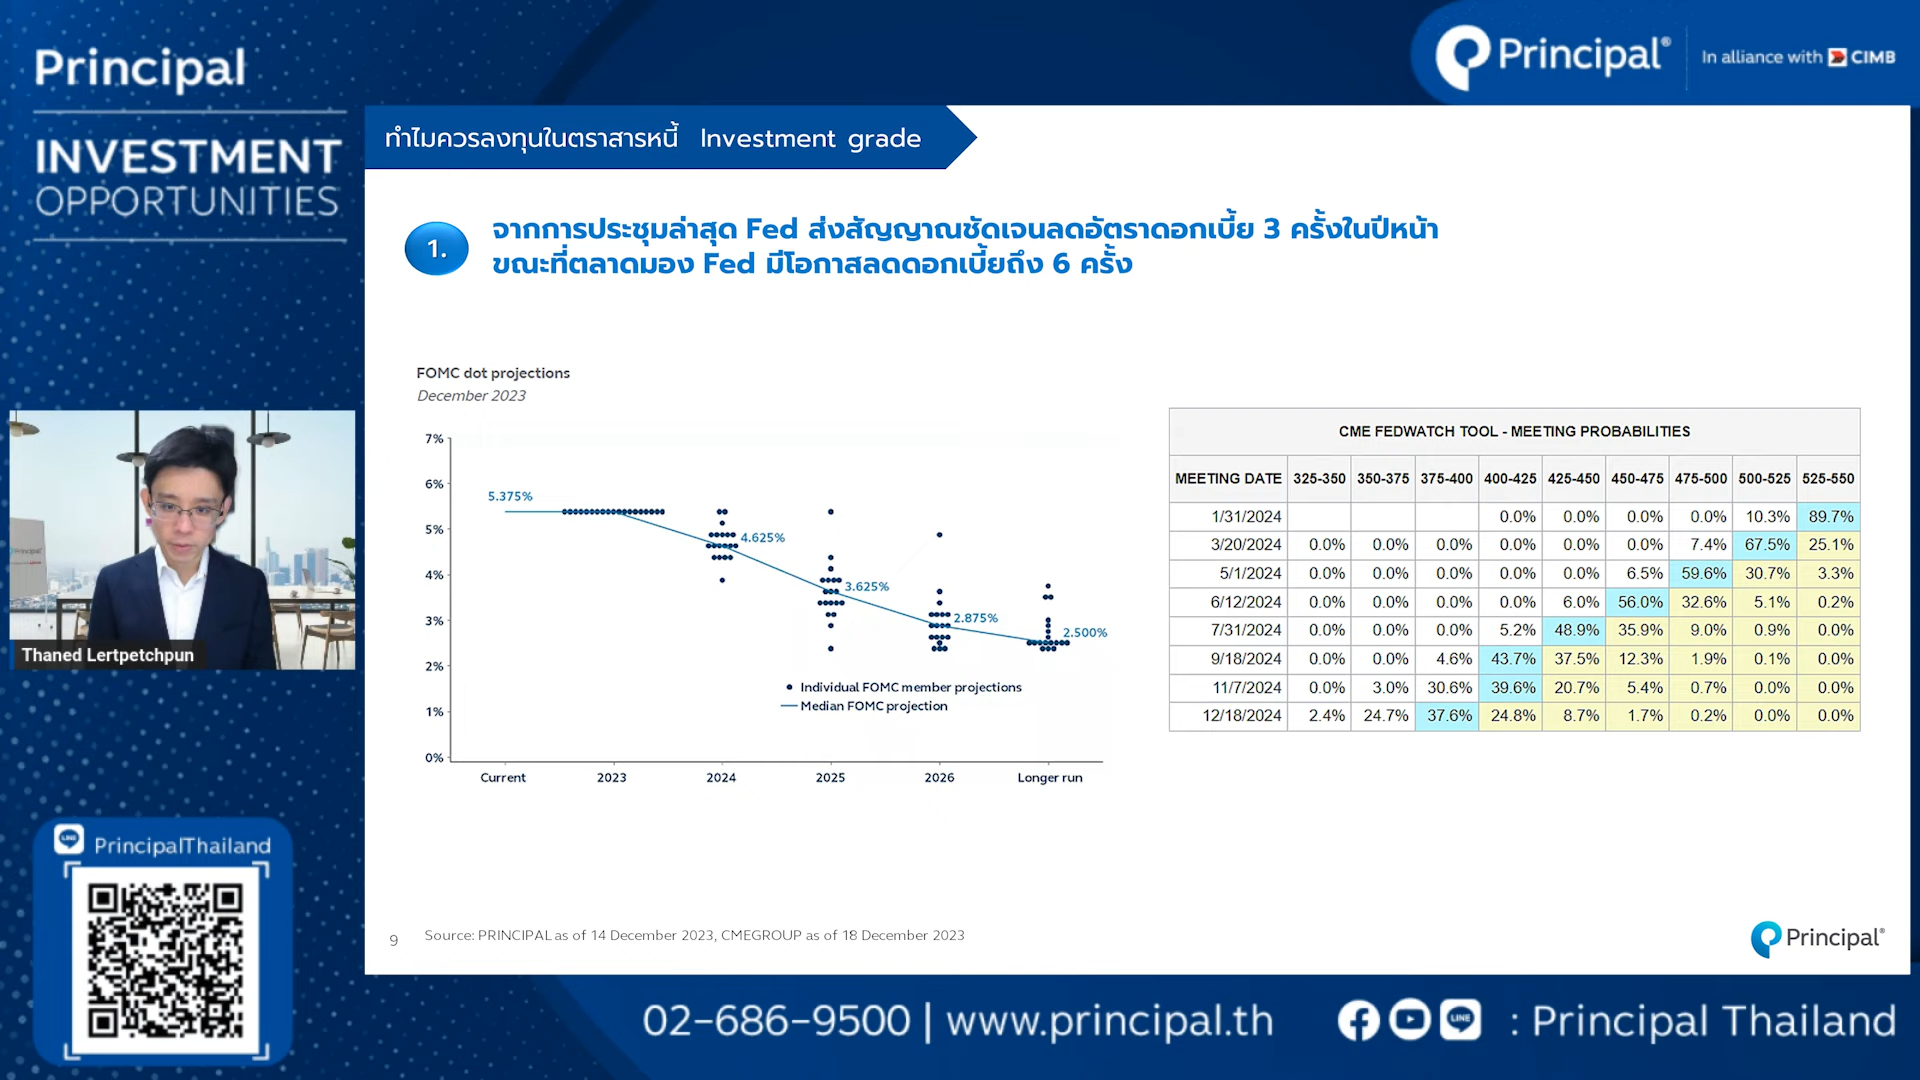 Principal
INVESTMENT
OPPORTUNITIES
Principal® In alliance with CIMB
ทำไมควรลงทุนในตราสารหนี้ Investment grade
1.
จากการประชุมล่าสุด Fed ส่งสัญญาณชัดเจนลดอัตราดอกเบี้ย 3 ครั้งในปีหน้า
ขณะที่ตลาดมอง Fed มีโอกาสลดดอกเบี้ยถึง 6 ครั้ง
FOMC dot projections
December 2023
7%
6%
5%
4%
3%
2%
1%
0%
5.375%
4.625%
3.625%
2.875%
2.500%
Individual FOMC member projections
Median FOMC projection
Current 2023 2024 2025 2026 Longer run
CME FEDWATCH TOOL - MEETING PROBABILITIES
MEETING DATE 325-350 350-375 375-400 400-425 425-450 450-475 475-500 500-525 525-550
1/31/2024 0.0% 0.0% 0.0% 0.0% 10.3% 89.7%
3/20/2024 0.0% 0.0% 0.0% 0.0% 0.0% 0.0% 7.4% 67.5% 25.1%
5/1/2024 0.0% 0.0% 0.0% 0.0% 0.0% 6.5% 59.6% 30.7% 3.3%
6/12/2024 0.0% 0.0% 0.0% 0.0% 6.0% 56.0% 32.6% 5.1% 0.2%
7/31/2024 0.0% 0.0% 0.0% 5.2% 48.9% 35.9% 9.0% 0.9% 0.0%
9/18/2024 0.0% 0.0% 4.6% 43.7% 37.5% 12.3% 1.9% 0.1% 0.0%
11/7/2024 0.0% 3.0% 30.6% 39.6% 20.7% 5.4% 0.7% 0.0% 0.0%
12/18/2024 2.4% 24.7% 37.6% 24.8% 8.7% 1.7% 0.2% 0.0% 0.0%
Principal
Thaned Lertpetchpun
LINE PrincipalThailand
9 Source: PRINCIPAL as of 14 December 2023, CMEGROUP as of 18 December 2023
Principal®
02-686-9500 | www.principal.th LINE : Principal Thailand